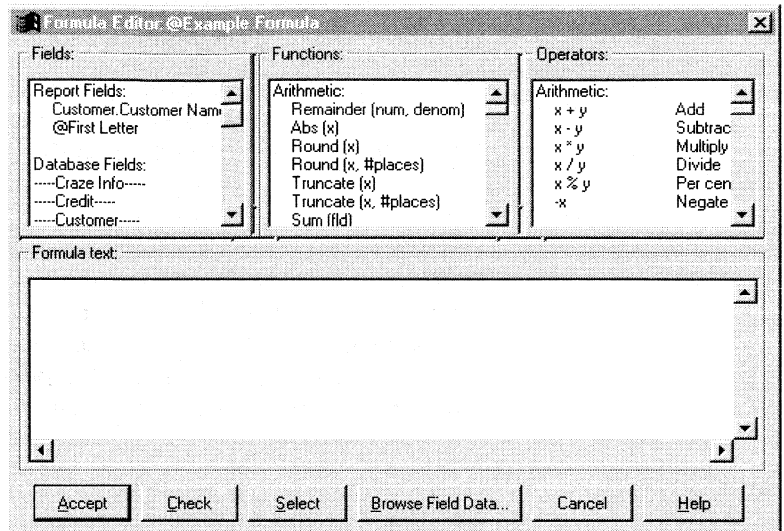 Formula Editor: @Example Formula
Fields:
Report Fields:
Customer.Customer Nam
@First Letter
Database Fields:
-----Craze Info-----
-----Credit-----
-----Customer-----
Functions:
Arithmetic:
Remainder (num, denom)
Abs (x)
Round (x)
Round (x, #places)
Truncate (x)
Truncate (x, #places)
Sum (fld)
Operators:
Arithmetic:
x + y Add
x - y Subtrac
x * y Multiply
x / y Divide
x % y Per cen
-x Negate
Formula text:
Accept
Check
Select
Browse Field Data...
Cancel
Help